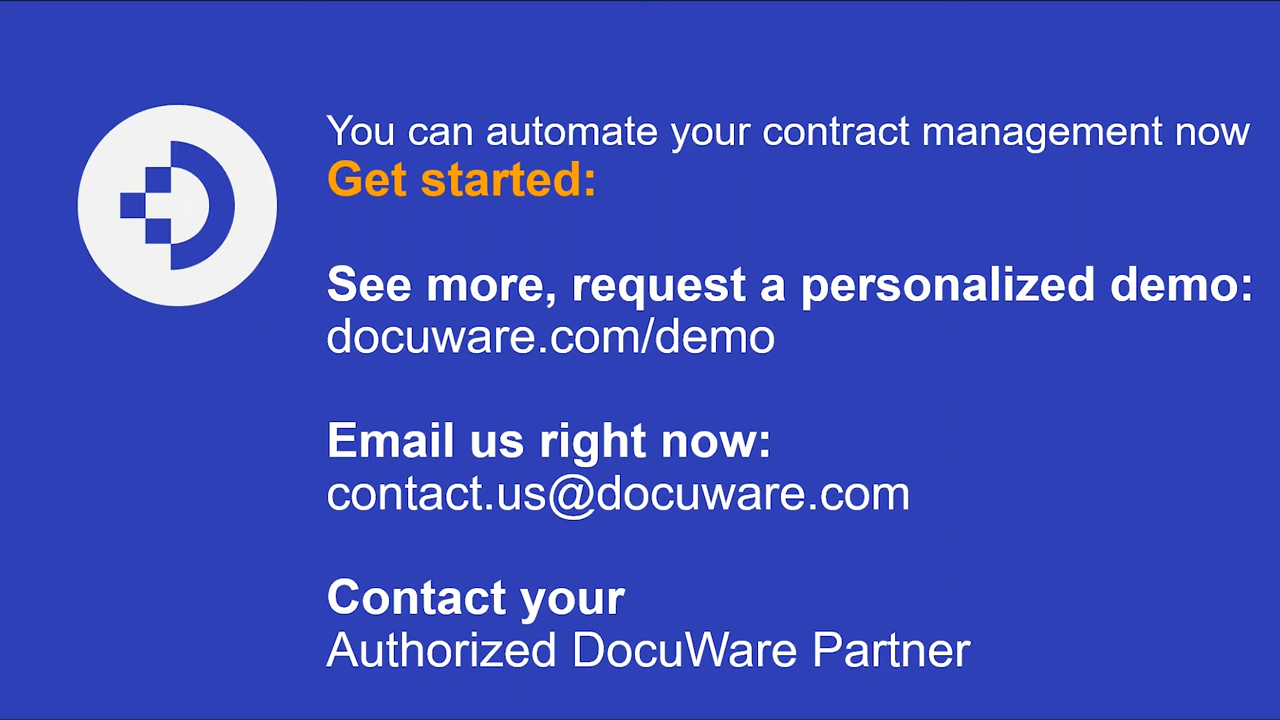 You can automate your contract management now
Get started:
See more, request a personalized demo:
docuware.com/demo
Email us right now:
contact.us@docuware.com
Contact your
Authorized DocuWare Partner